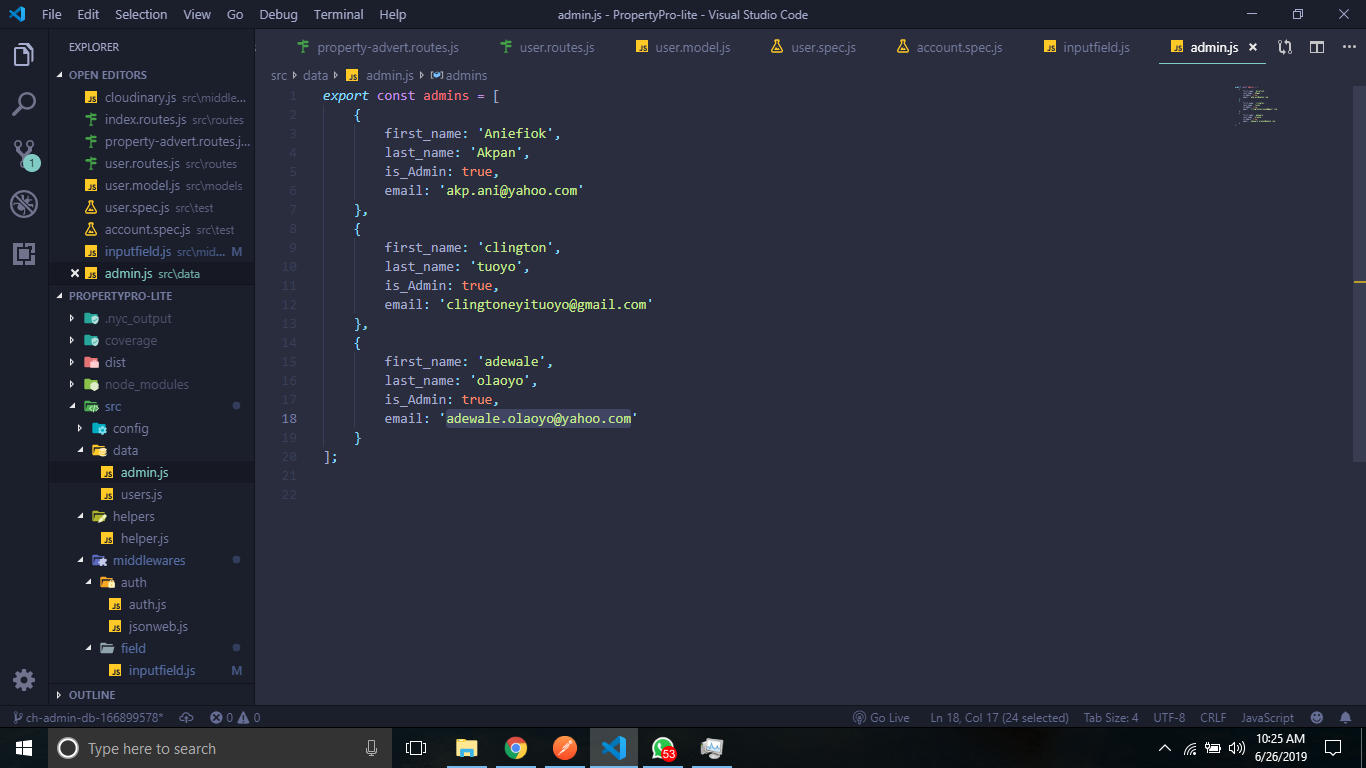 File Edit Selection View Go Debug Terminal Help
admin.js - PropertyPro-lite - Visual Studio Code
EXPLORER
OPEN EDITORS
cloudinary.js src\middle...
index.routes.js src\routes
property-advert.routes.j...
user.routes.js src\routes
user.model.js src\models
user.spec.js src\test
account.spec.js src\test
inputfield.js src\mid... M
admin.js src\data
PROPERTYPRO-LITE
.nyc_output
coverage
dist
node_modules
src
config
data
admin.js
users.js
helpers
helper.js
middlewares
auth
auth.js
jsonweb.js
field
inputfield.js M
OUTLINE
1
property-advert.routes.js user.routes.js user.model.js user.spec.js account.spec.js inputfield.js admin.js
src data admin.js admins
1 export const admins = [
2 {
3 first_name: 'Aniefiok',
4 last_name: 'Akpan',
5 is_Admin: true,
6 email: 'akp.ani@yahoo.com'
7 },
8 {
9 first_name: 'clington',
10 last_name: 'tuoyo',
11 is_Admin: true,
12 email: 'clingtoneyituoyo@gmail.com'
13 },
14 {
15 first_name: 'adewale',
16 last_name: 'olaoyo',
17 is_Admin: true,
18 email: 'adewale.olaoyo@yahoo.com'
19 }
20 ];
21
22
ch-admin-db-166899578* 0 0 Go Live Ln 18, Col 17 (24 selected) Tab Size: 4 UTF-8 CRLF JavaScript
Type here to search
53
10:25 AM
6/26/2019